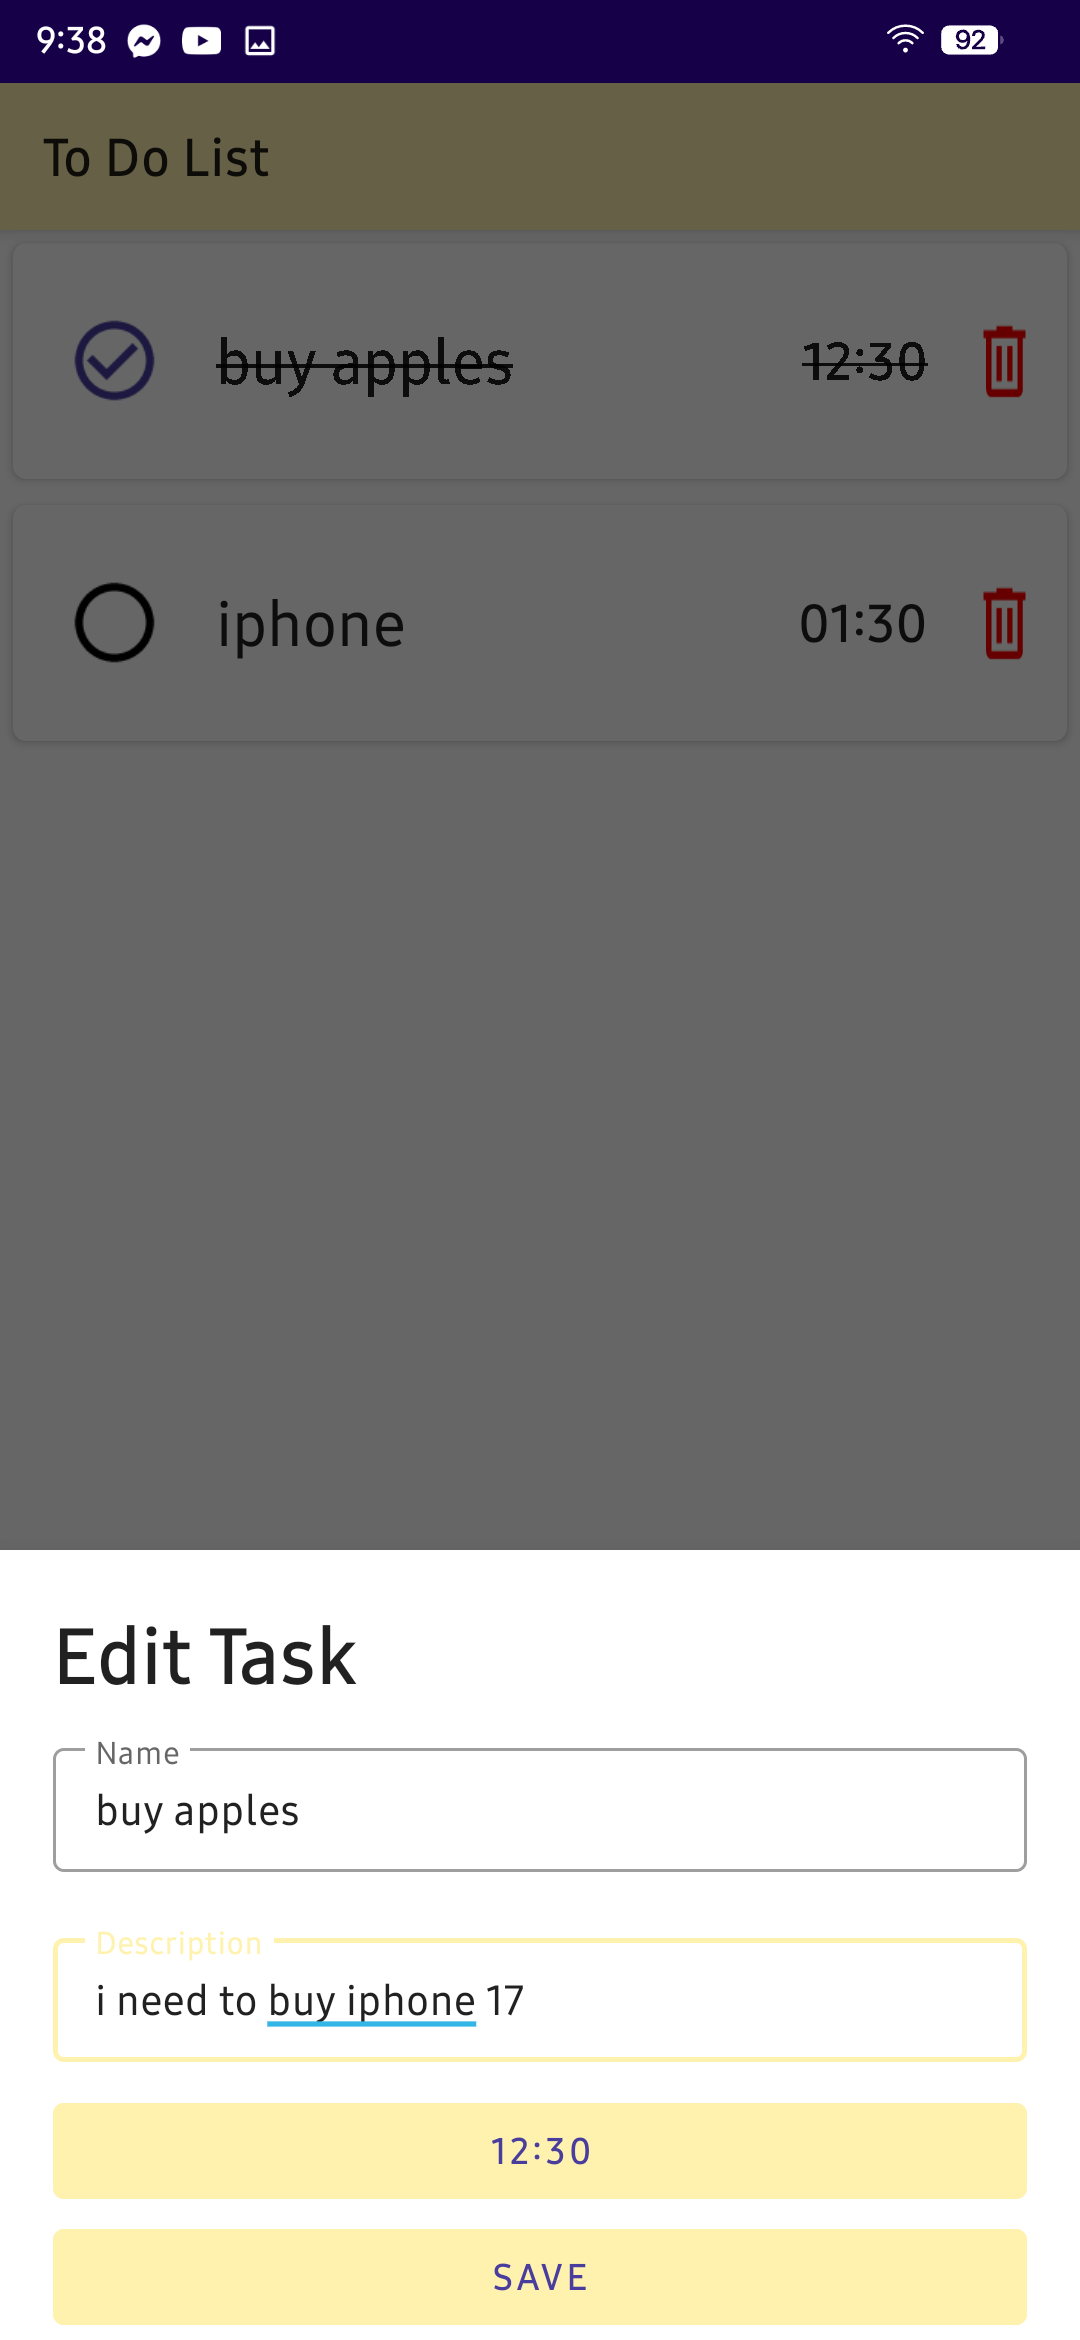 9:38
92
To Do List
buy apples 12:30
iphone 01:30
Edit Task
Name
buy apples
Description
i need to buy iphone 17
12:30
SAVE